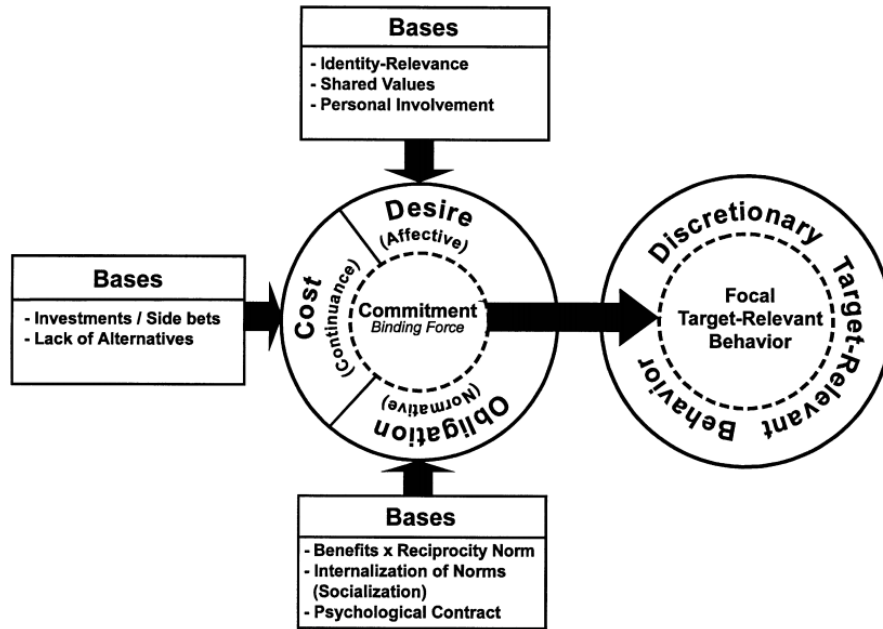 Bases
- Identity-Relevance
- Shared Values
- Personal Involvement
Bases
- Investments / Side bets
- Lack of Alternatives
Desire
(Affective)
Cost
(Continuance)
Commitment
Binding Force
(Normative)
Obligation
Discretionary Target-Relevant Behavior
Focal
Target-Relevant
Behavior
Bases
- Benefits x Reciprocity Norm
- Internalization of Norms
(Socialization)
- Psychological Contract